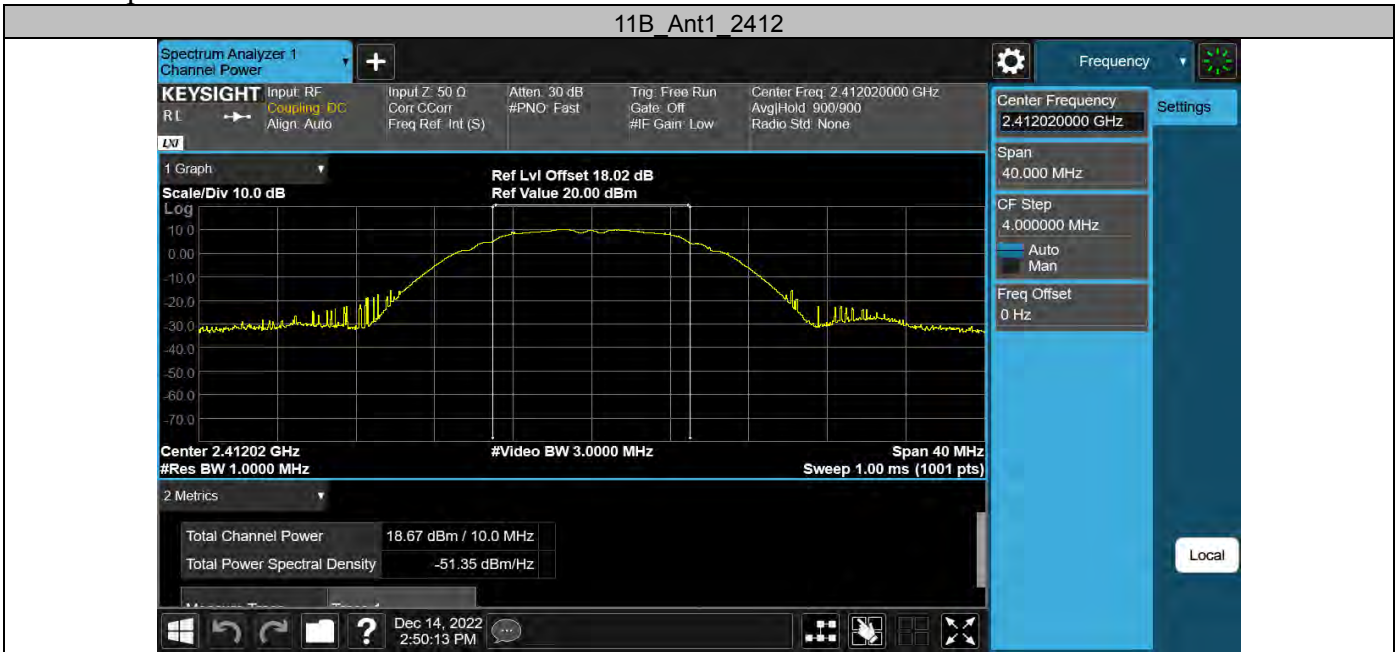 11B_Ant1_2412
Spectrum Analyzer 1
Channel Power
Frequency
KEYSIGHT
RL
LXI
Input: RF
Coupling: DC
Align: Auto
Input Z: 50 Ω
Corr CCorr
Freq Ref: Int (S)
Atten: 30 dB
#PNO: Fast
Trig: Free Run
Gate: Off
#IF Gain: Low
Center Freq: 2.412020000 GHz
Avg|Hold: 900/900
Radio Std: None
Center Frequency
2.412020000 GHz
Settings
Span
40.000 MHz
CF Step
4.000000 MHz
Auto
Man
Freq Offset
0 Hz
1 Graph
Scale/Div 10.0 dB
Ref Lvl Offset 18.02 dB
Ref Value 20.00 dBm
Log
10.0
0.00
-10.0
-20.0
-30.0
-40.0
-50.0
-60.0
-70.0
Center 2.41202 GHz
#Res BW 1.0000 MHz
#Video BW 3.0000 MHz
Span 40 MHz
Sweep 1.00 ms (1001 pts)
2 Metrics
Total Channel Power 18.67 dBm / 10.0 MHz
Total Power Spectral Density -51.35 dBm/Hz
Local
?
Dec 14, 2022
2:50:13 PM